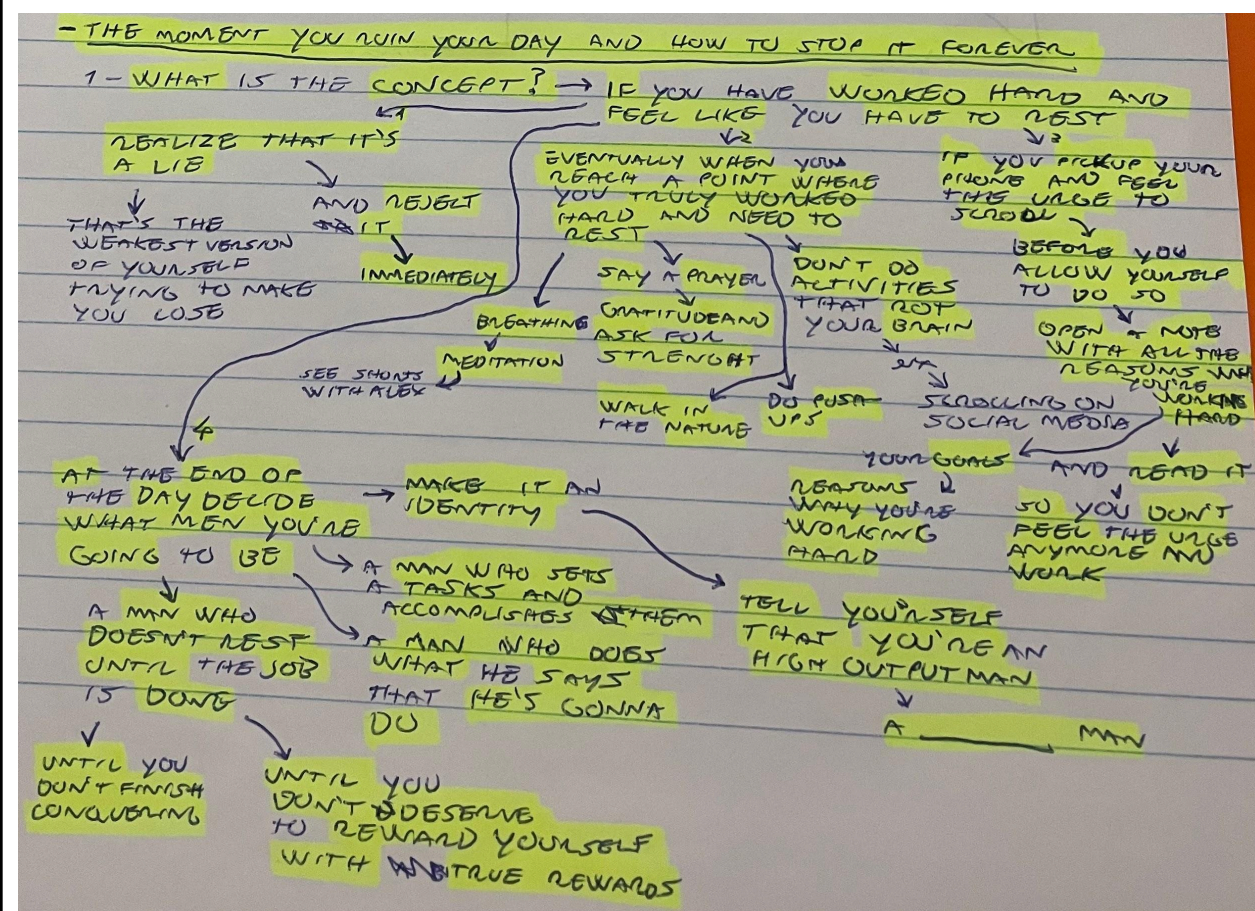 - THE MOMENT YOU RUIN YOUR DAY AND HOW TO STOP IT FOREVER
1 - WHAT IS THE CONCEPT? → IF YOU HAVE WORKED HARD AND
FEEL LIKE YOU HAVE TO REST
1
REALIZE THAT IT'S
A LIE
THAT'S THE
WEAKEST VERSION
OF YOURSELF
TRYING TO MAKE
YOU LOSE
AND REJECT
IT
IMMEDIATELY
2
EVENTUALLY WHEN YOU
REACH A POINT WHERE
YOU TRULY WORKED
HARD AND NEED TO
REST
BREATHING
MEDITATION
SEE SHORTS
WITH ALEX
SAY A PRAYER
GRATITUDE AND
ASK FOR
STRENGHT
WALK IN
THE NATURE
DO PUSH
UPS
DON'T DO
ACTIVITIES
THAT ROT
YOUR BRAIN
SCROLLING ON
SOCIAL MEDIA
3
IF YOU PICKUP YOUR
PHONE AND FEEL
THE URGE TO
SCROLL
BEFORE YOU
ALLOW YOURSELF
TO DO SO
OPEN A NOTE
WITH ALL THE
REASONS WHY
YOU'RE
WORKING
HARD
YOUR GOALS
REASONS
WHY YOU'RE
WORKING
HARD
AND READ IT
SO YOU DON'T
FEEL THE URGE
ANYMORE AND
WORK
4
AT THE END OF
THE DAY DECIDE
WHAT MEN YOU'RE
GOING TO BE
→ MAKE IT AN
IDENTITY
TELL YOURSELF
THAT YOU'RE AN
HIGH OUTPUT MAN
A ______ MAN
A MAN WHO SETS
A TASKS AND
ACCOMPLISHES THEM
A MAN WHO DOES
WHAT HE SAYS
THAT HE'S GONNA
DO
A MAN WHO
DOESN'T REST
UNTIL THE JOB
IS DONE
UNTIL YOU
DON'T FINISH
CONQUERING
UNTIL YOU
DON'T DESERVE
TO REWARD YOURSELF
WITH TRUE REWARDS